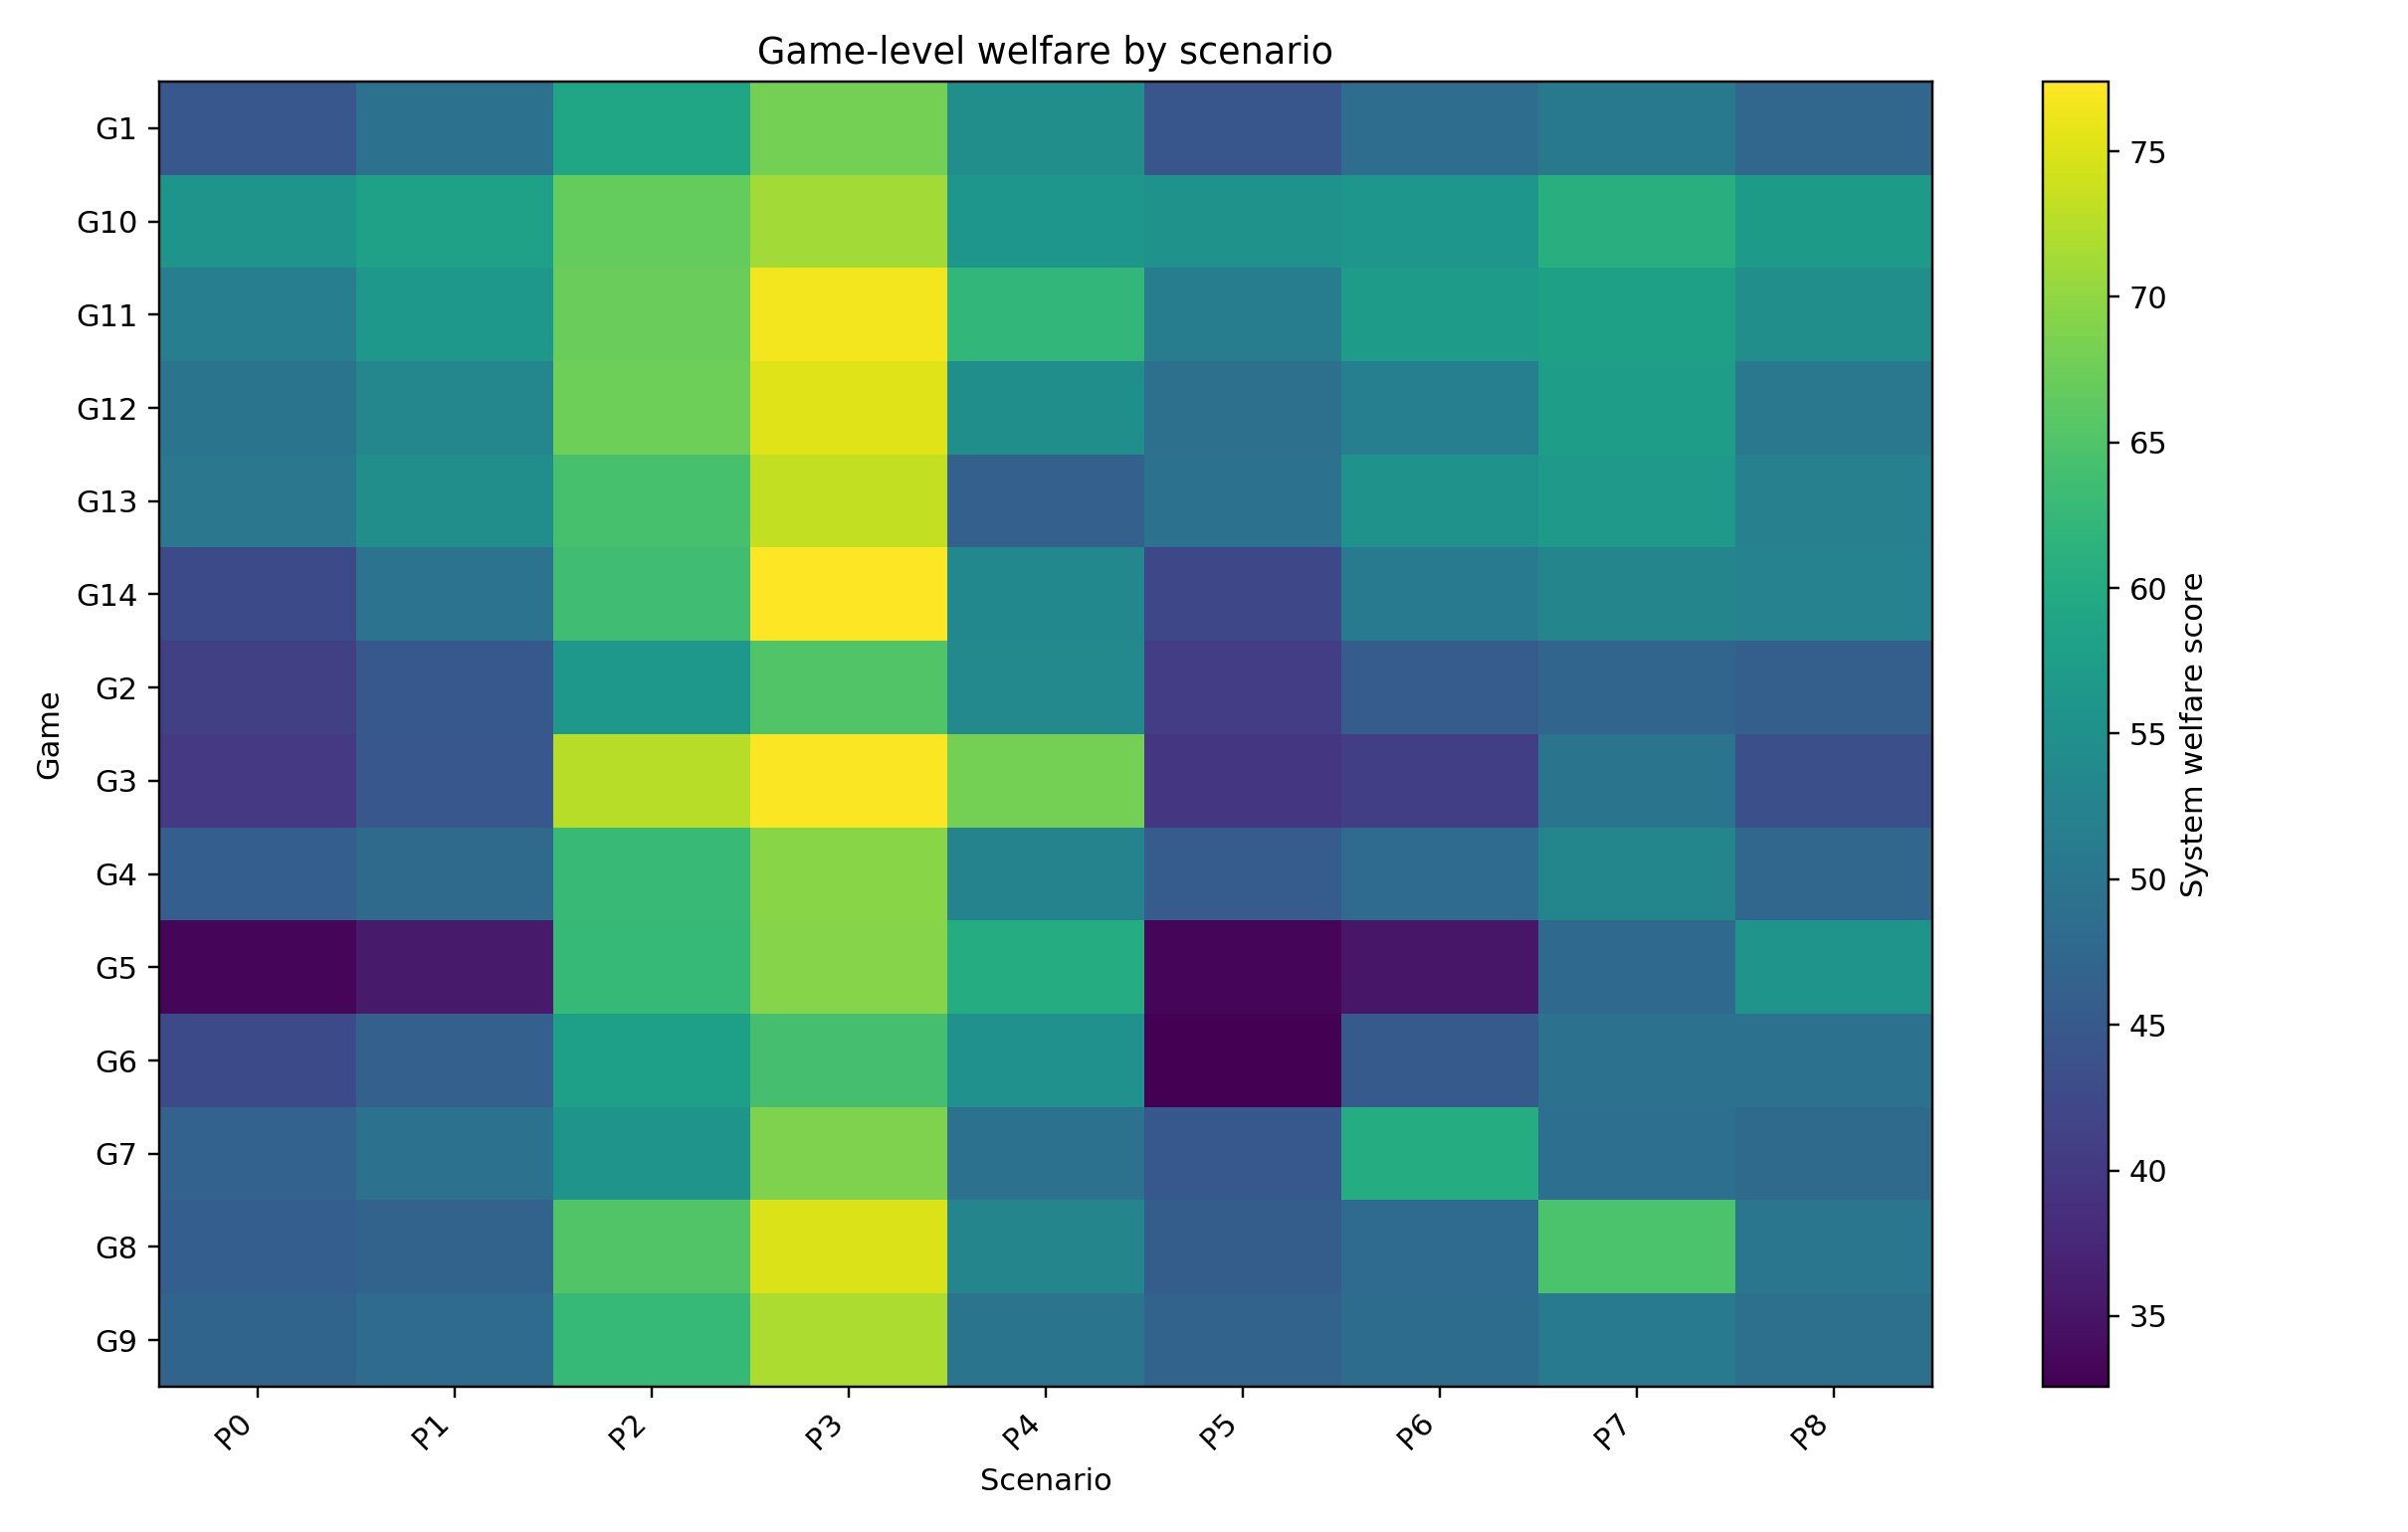 Game-level welfare by scenario
Game
G1
G10
G11
G12
G13
G14
G2
G3
G4
G5
G6
G7
G8
G9
P0
P1
P2
P3
P4
P5
P6
P7
P8
Scenario
75
70
65
60
55
50
45
40
35
System welfare score